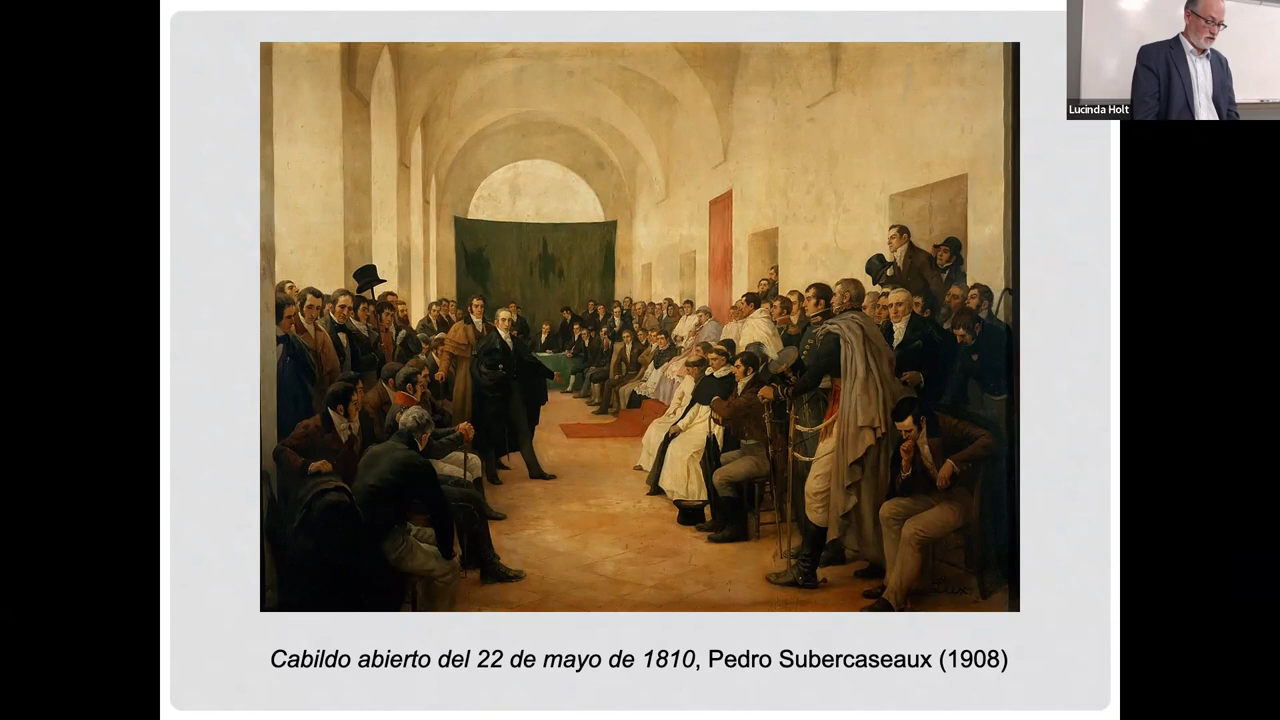 Lucinda Holt
Cabildo abierto del 22 de mayo de 1810, Pedro Subercaseaux (1908)